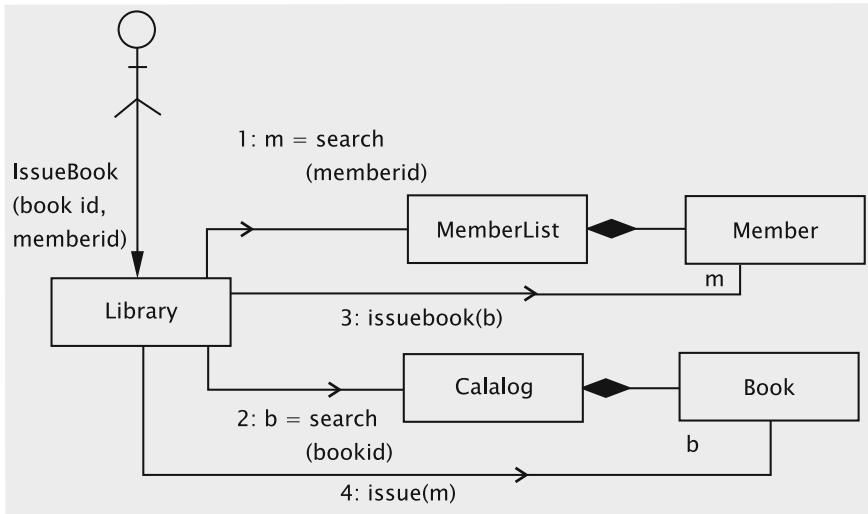 1: m = search
(memberid)
IssueBook
(book id,
memberid)
MemberList
Member
m
Library
3: issuebook(b)
Calalog
Book
2: b = search
(bookid)
b
4: issue(m)